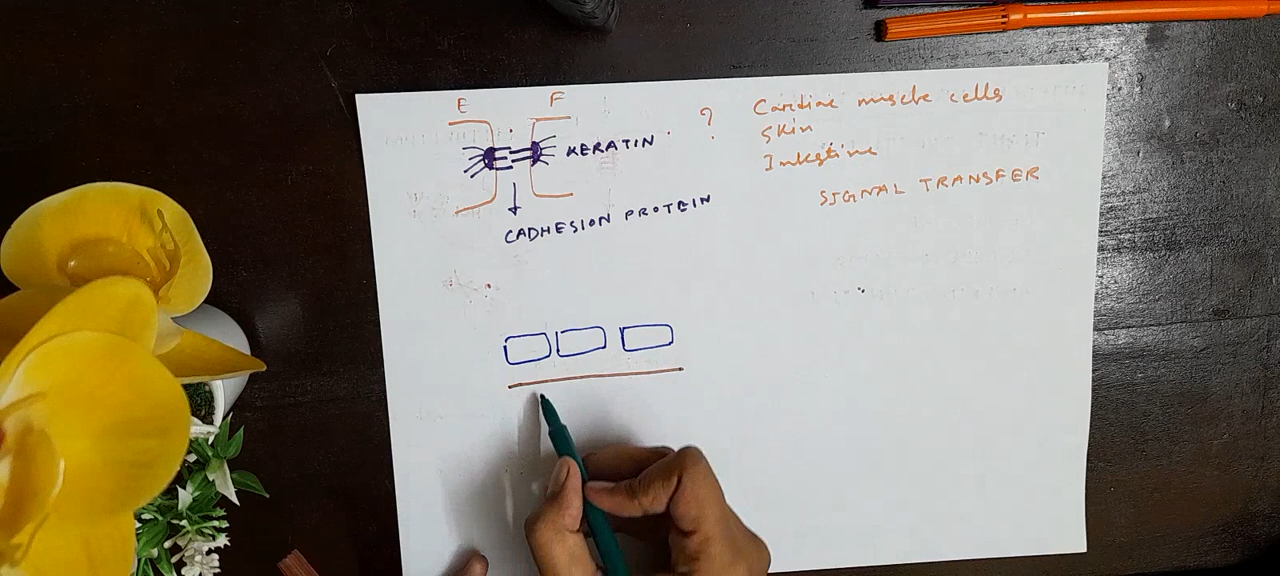 E F
KERATIN
CADHESION PROTEIN
? Cardiac muscle cells
Skin
Intestine
SIGNAL TRANSFER